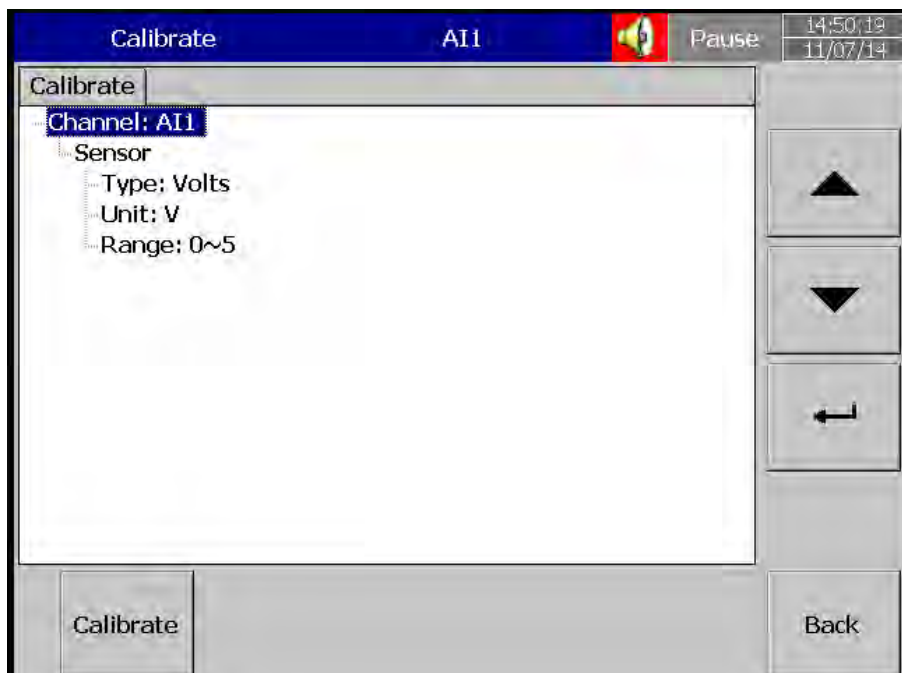 Calibrate AI1 Pause 14:50:19
11/07/14
Calibrate
Channel: AI1
Sensor
Type: Volts
Unit: V
Range: 0~5
Calibrate Back